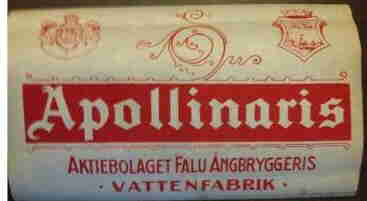 Apollinaris
AKTIEBOLAGET FALU ÅNGBRYGGERIS
· VATTENFABRIK ·